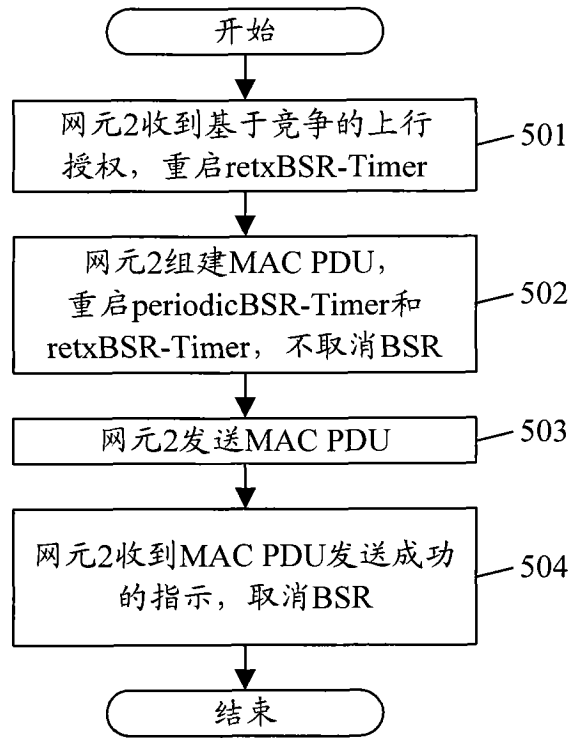 开始
网元2收到基于竞争的上行
授权，重启retxBSR-Timer
501
网元2组建MAC PDU，
重启periodicBSR-Timer和
retxBSR-Timer，不取消BSR
502
网元2发送MAC PDU
503
网元2收到MAC PDU发送成功
的指示，取消BSR
504
结束